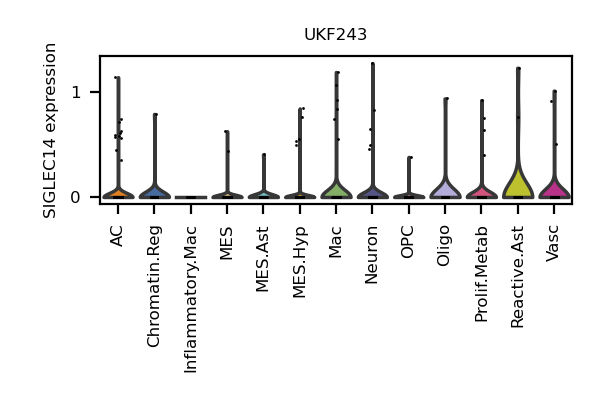 UKF243
SIGLEC14 expression
1
0
AC
Chromatin.Reg
Inflammatory.Mac
MES
MES.Ast
MES.Hyp
Mac
Neuron
OPC
Oligo
Prolif.Metab
Reactive.Ast
Vasc